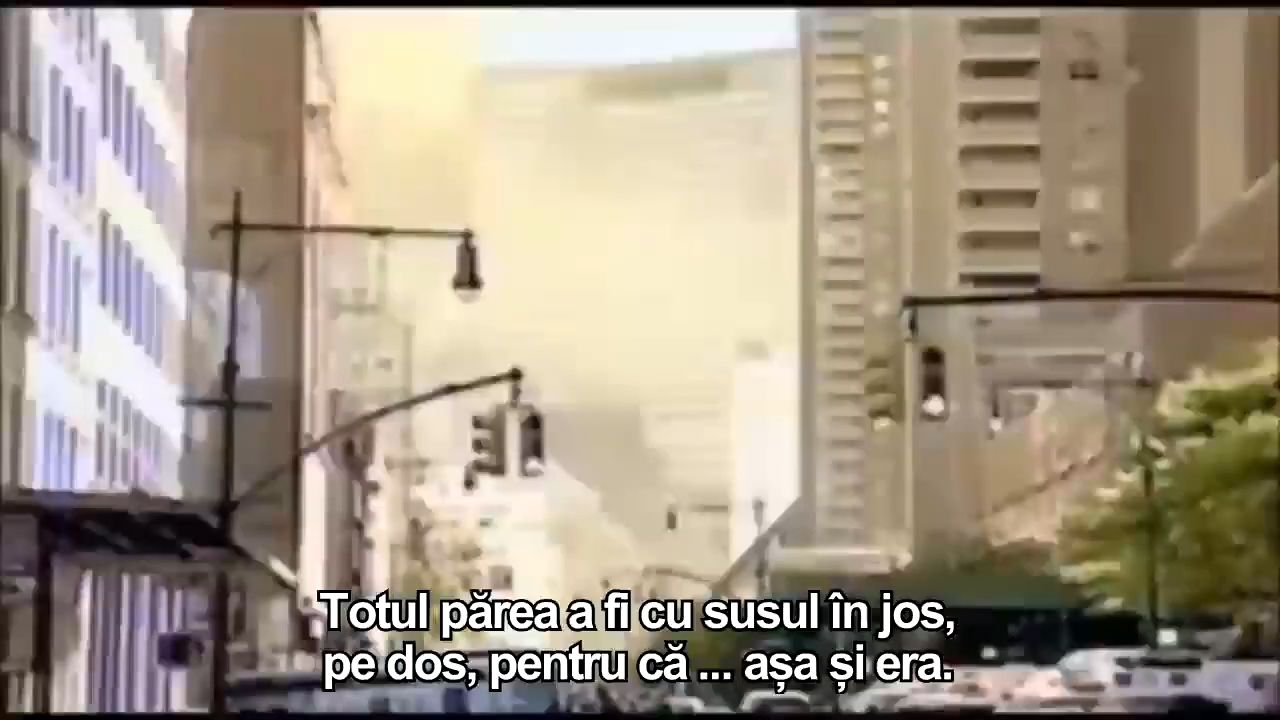 Totul părea a fi cu susul în jos,
pe dos, pentru că ... așa și era.